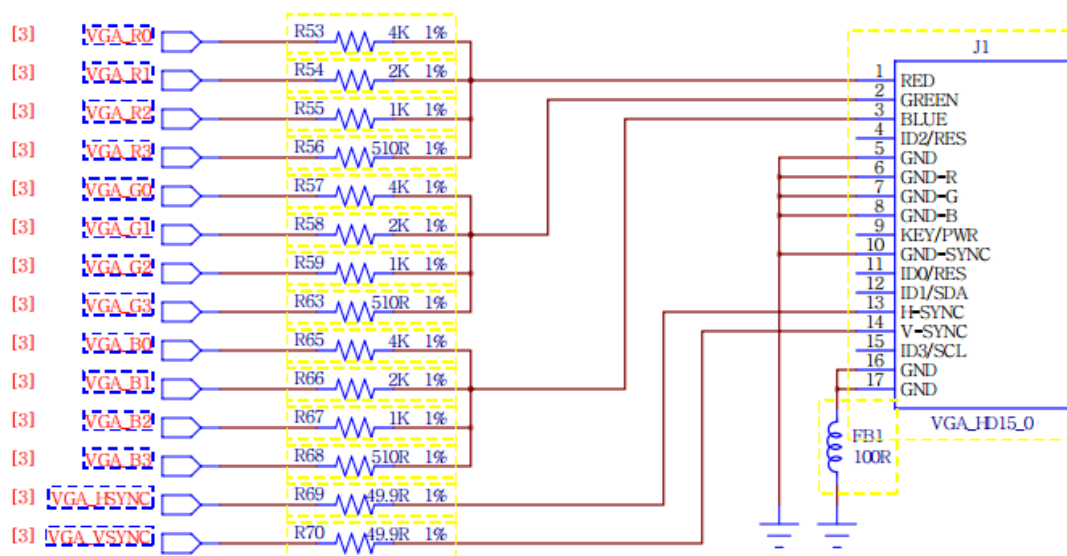 [3] VGA_R0 R53 4K 1%
[3] VGA_R1 R54 2K 1%
[3] VGA_R2 R55 1K 1%
[3] VGA_R3 R56 510R 1%
[3] VGA_G0 R57 4K 1%
[3] VGA_G1 R58 2K 1%
[3] VGA_G2 R59 1K 1%
[3] VGA_G3 R63 510R 1%
[3] VGA_B0 R65 4K 1%
[3] VGA_B1 R66 2K 1%
[3] VGA_B2 R67 1K 1%
[3] VGA_B3 R68 510R 1%
[3] VGA_HSYNC R69 49.9R 1%
[3] VGA_VSYNC R70 49.9R 1%
J1
1 RED
2 GREEN
3 BLUE
4 ID2/RES
5 GND
6 GND-R
7 GND-G
8 GND-B
9 KEY/PWR
10 GND-SYNC
11 ID0/RES
12 ID1/SDA
13 H-SYNC
14 V-SYNC
15 ID3/SCL
16 GND
17 GND
VGA_HD15_0
FB1
100R